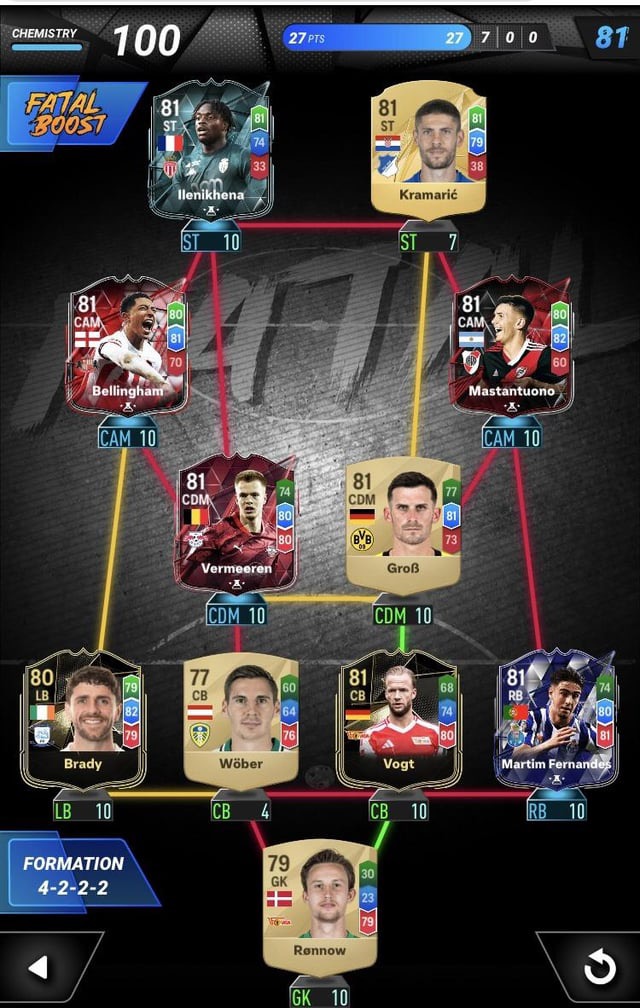 CHEMISTRY 100 27 PTS 27 7 0 0 81
FATAL
BOOST
81 ST 81 74 33 Ilenikhena
81 ST 81 79 38 Kramarić
ST 10
ST 7
81 CAM 80 81 70 Bellingham
81 CAM 80 82 60 Mastantuono
CAM 10
CAM 10
81 CDM 74 80 80 Vermeeren
81 CDM 77 81 73 BVB 09 Groß
CDM 10
CDM 10
80 LB 79 82 79 Brady
77 CB 60 64 76 Wöber
81 CB 68 74 80 Vogt
81 RB 74 80 81 Martim Fernandes
LB 10
CB 4
CB 10
RB 10
FORMATION
4-2-2-2
79 GK 30 23 79 Rønnow
GK 10